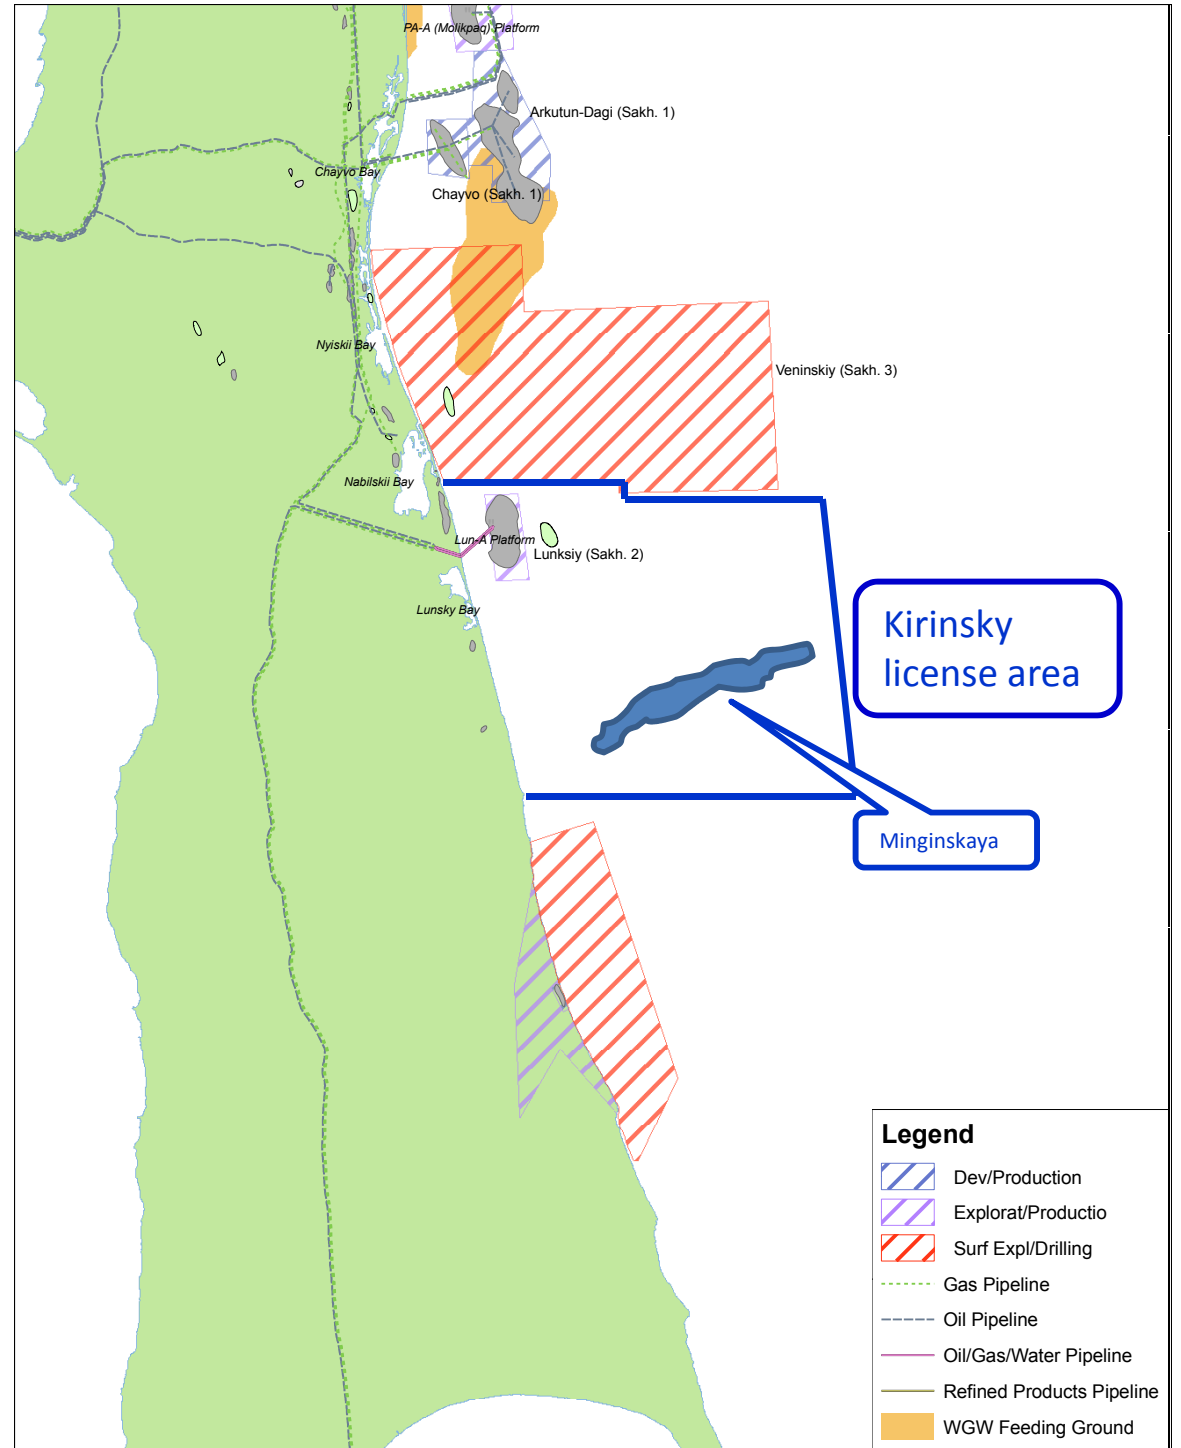 PA-A (Molikpaq) Platform
Arkutun-Dagi (Sakh. 1)
Chayvo Bay
Chayvo (Sakh. 1)
Nyiskii Bay
Veninskiy (Sakh. 3)
Nabilskii Bay
Lun-A Platform
Lunksiy (Sakh. 2)
Lunsky Bay
Kirinsky
license area
Minginskaya
Legend
Dev/Production
Explorat/Productio
Surf Expl/Drilling
Gas Pipeline
Oil Pipeline
Oil/Gas/Water Pipeline
Refined Products Pipeline
WGW Feeding Ground